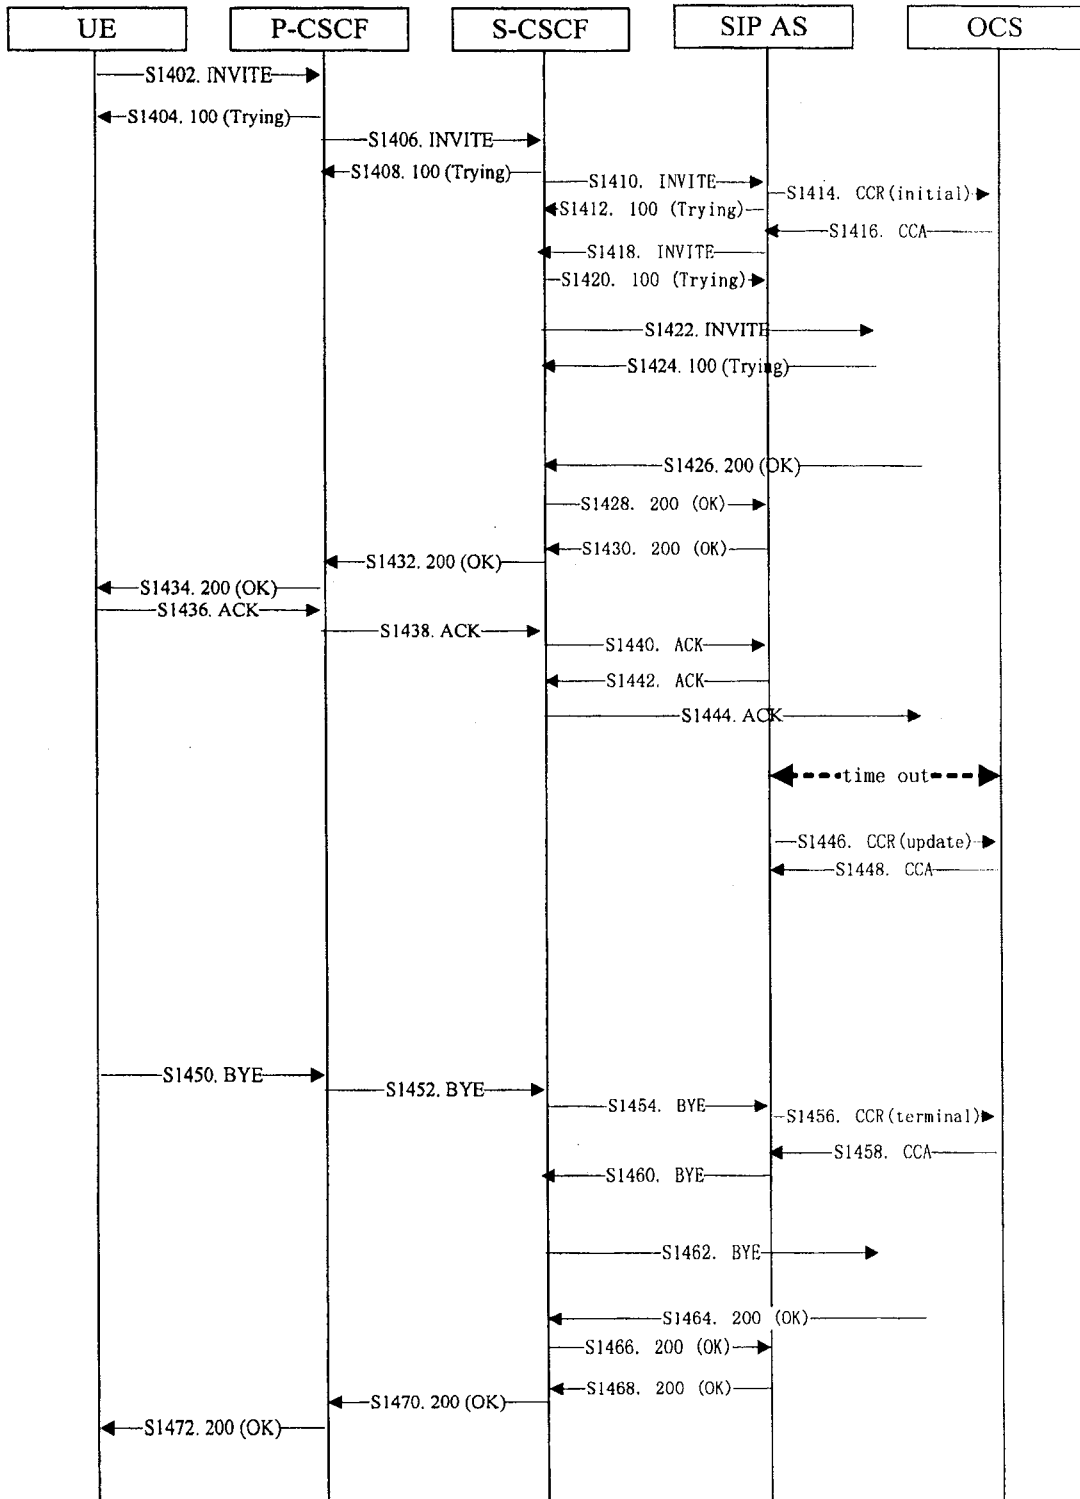 UE
P-CSCF
S-CSCF
SIP AS
OCS
S1402. INVITE
S1404. 100 (Trying)
S1406. INVITE
S1408. 100 (Trying)
S1410. INVITE
S1414. CCR(initial)
S1412. 100 (Trying)
S1416. CCA
S1418. INVITE
S1420. 100 (Trying)
S1422. INVITE
S1424. 100 (Trying)
S1426. 200 (OK)
S1428. 200 (OK)
S1430. 200 (OK)
S1432. 200 (OK)
S1434. 200 (OK)
S1436. ACK
S1438. ACK
S1440. ACK
S1442. ACK
S1444. ACK
time out
S1446. CCR(update)
S1448. CCA
S1450. BYE
S1452. BYE
S1454. BYE
S1456. CCR(terminal)
S1458. CCA
S1460. BYE
S1462. BYE
S1464. 200 (OK)
S1466. 200 (OK)
S1468. 200 (OK)
S1470. 200 (OK)
S1472. 200 (OK)